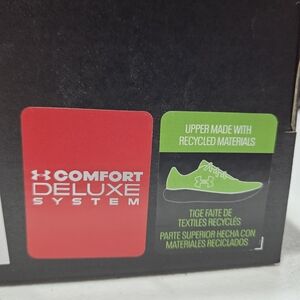 COMFORT
DELUXE
SYSTEM
UPPER MADE WITH
RECYCLED MATERIALS
TIGE FAITE DE
TEXTILES RECYCLÉS
PARTE SUPERIOR HECHA CON
MATERIALES RECICLADOS